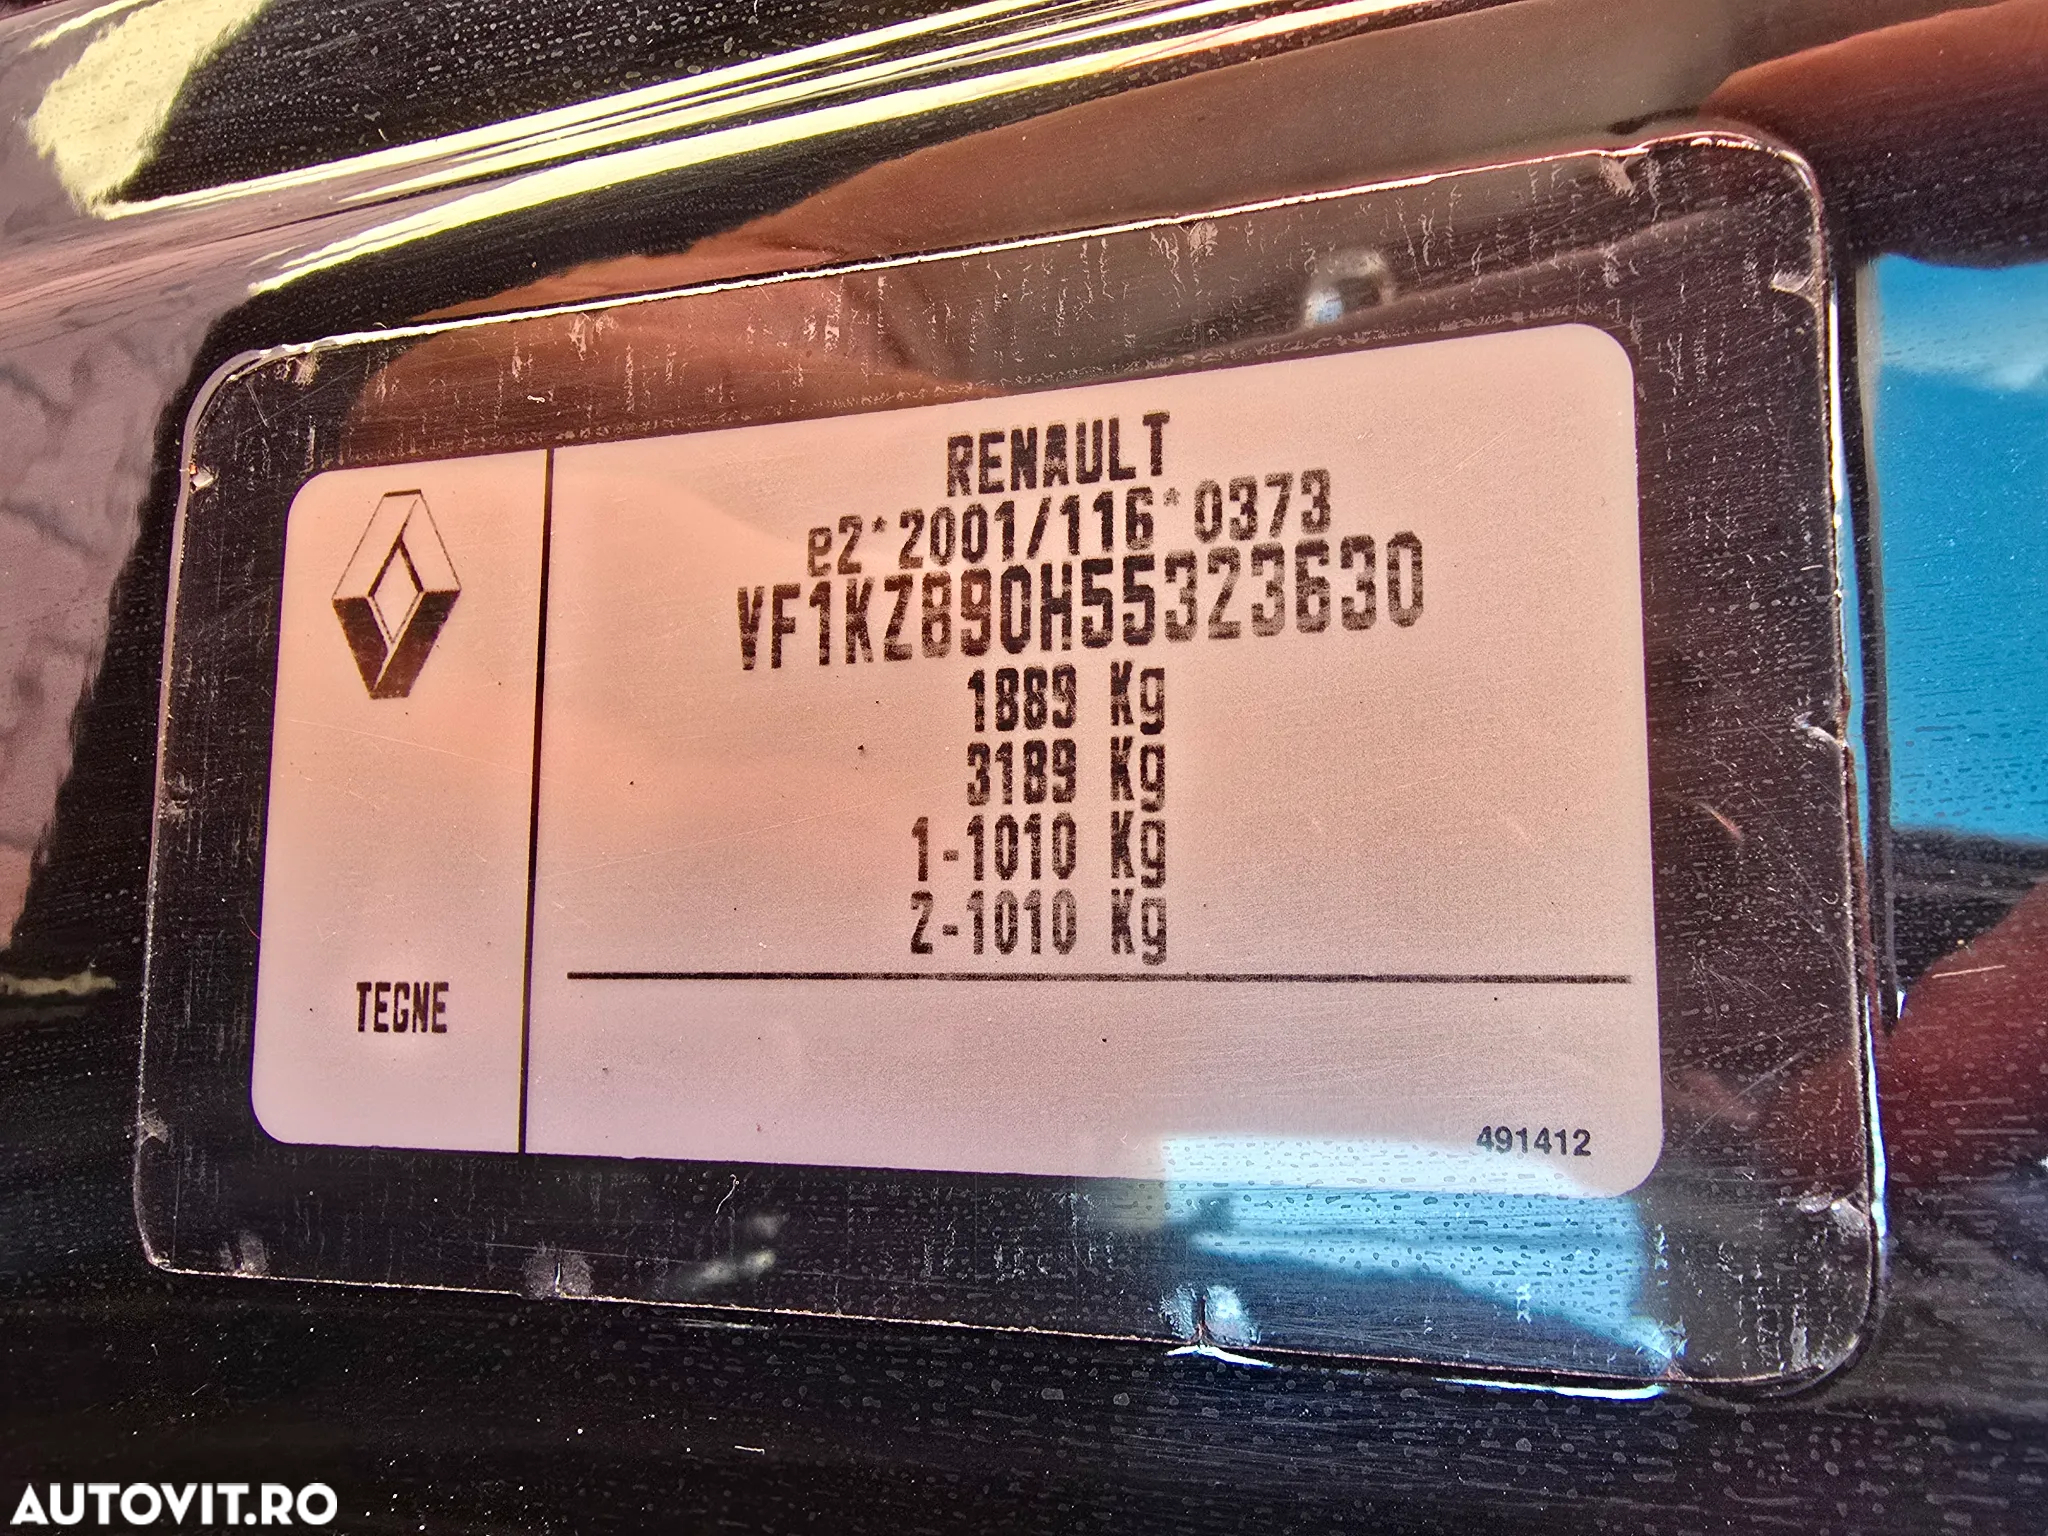 RENAULT
e2*2001/116*0373
VF1KZ890H55323630
1889 Kg
3189 Kg
1-1010 Kg
2-1010 Kg
TEGNE
491412
AUTOVIT.RO